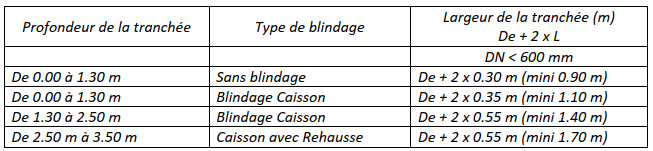 Profondeur de la tranchée Type de blindage Largeur de la tranchée (m)
De + 2 x L
DN < 600 mm
De 0.00 à 1.30 m Sans blindage De + 2 x 0.30 m (mini 0.90 m)
De 0.00 à 1.30 m Blindage Caisson De + 2 x 0.35 m (mini 1.10 m)
De 1.30 à 2.50 m Blindage Caisson De + 2 x 0.55 m (mini 1.40 m)
De 2.50 m à 3.50 m Caisson avec Rehausse De + 2 x 0.55 m (mini 1.70 m)